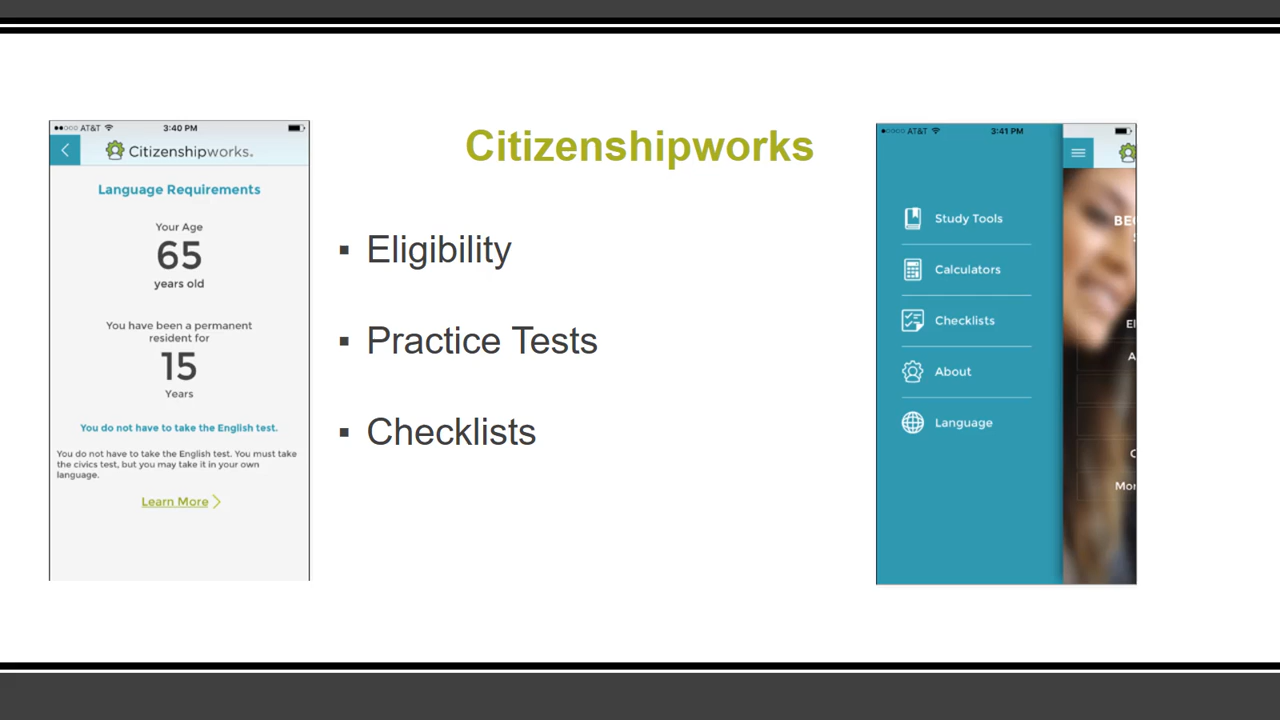 Citizenshipworks
▪ Eligibility
▪ Practice Tests
▪ Checklists
AT&T
3:40 PM
Citizenshipworks.
Language Requirements
Your Age
65
years old
You have been a permanent
resident for
15
Years
You do not have to take the English test.
You do not have to take the English test. You must take
the civics test, but you may take it in your own
language.
Learn More
AT&T
3:41 PM
Study Tools
Calculators
Checklists
About
Language